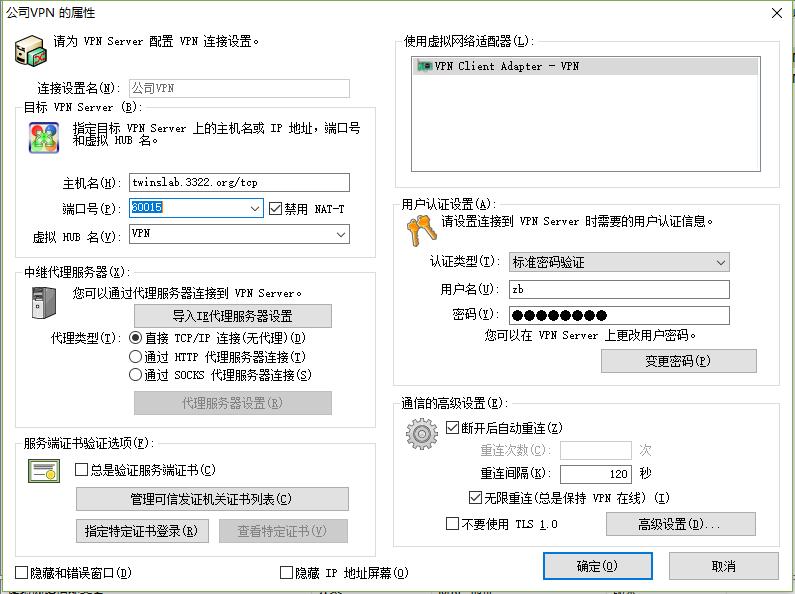 公司VPN 的属性
请为 VPN Server 配置 VPN 连接设置。
连接设置名(N): 公司VPN
目标 VPN Server (B):
指定目标 VPN Server 上的主机名或 IP 地址，端口号
和虚拟 HUB 名。
主机名(H): twinslab.3322.org/tcp
端口号(P): 60015 禁用 NAT-T
虚拟 HUB 名(V): VPN
中继代理服务器(X):
您可以通过代理服务器连接到 VPN Server。
导入IE代理服务器设置
代理类型(T): 直接 TCP/IP 连接(无代理)(D)
通过 HTTP 代理服务器连接(T)
通过 SOCKS 代理服务器连接(S)
代理服务器设置(R)
服务端证书验证选项(F):
总是验证服务端证书(C)
管理可信发证机关证书列表(C)
指定特定证书登录(R) 查看特定证书(V)
隐藏和错误窗口(D) 隐藏 IP 地址屏幕(O)
使用虚拟网络适配器(L):
VPN Client Adapter - VPN
用户认证设置(A):
请设置连接到 VPN Server 时需要的用户认证信息。
认证类型(T): 标准密码验证
用户名(U): zb
密码(Y): ●●●●●●●●
您可以在 VPN Server 上更改用户密码。
变更密码(P)
通信的高级设置(E):
断开后自动重连(Z)
重连次数(C): 次
重连间隔(K): 120 秒
无限重连(总是保持 VPN 在线) (I)
不要使用 TLS 1.0 高级设置(D)...
确定(O) 取消